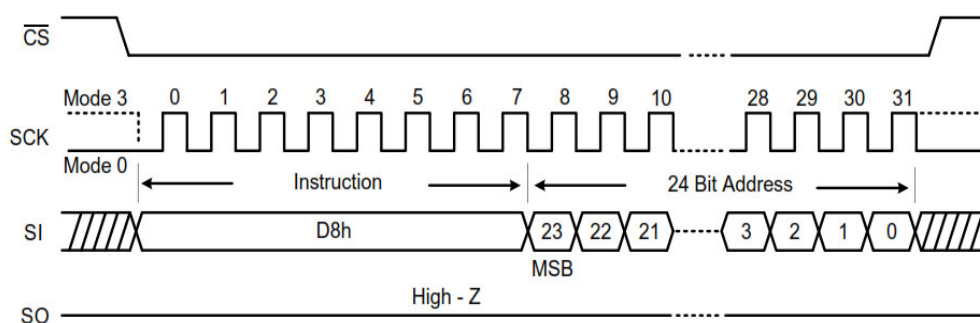 CS
Mode 3 0 1 2 3 4 5 6 7 8 9 10 28 29 30 31
SCK
Mode 0
Instruction 24 Bit Address
SI D8h 23 22 21 3 2 1 0
MSB
High - Z
SO